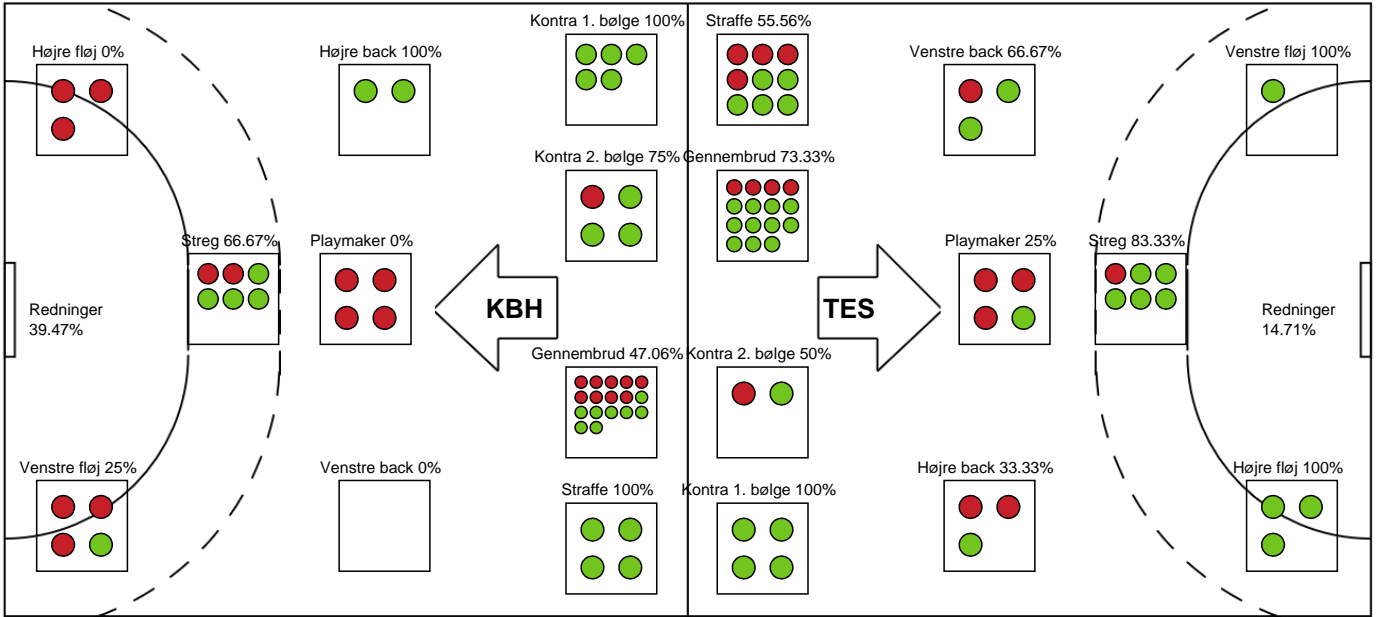 Kontra 1. bølge 100%
Straffe 55.56%
Højre fløj 0%
Højre back 100%
Venstre back 66.67%
Venstre fløj 100%
Kontra 2. bølge 75%
Gennembrud 73.33%
Streg 66.67%
Playmaker 0%
Playmaker 25%
Streg 83.33%
Redninger
39.47%
KBH
TES
Redninger
14.71%
Gennembrud 47.06%
Kontra 2. bølge 50%
Venstre fløj 25%
Venstre back 0%
Straffe 100%
Kontra 1. bølge 100%
Højre back 33.33%
Højre fløj 100%